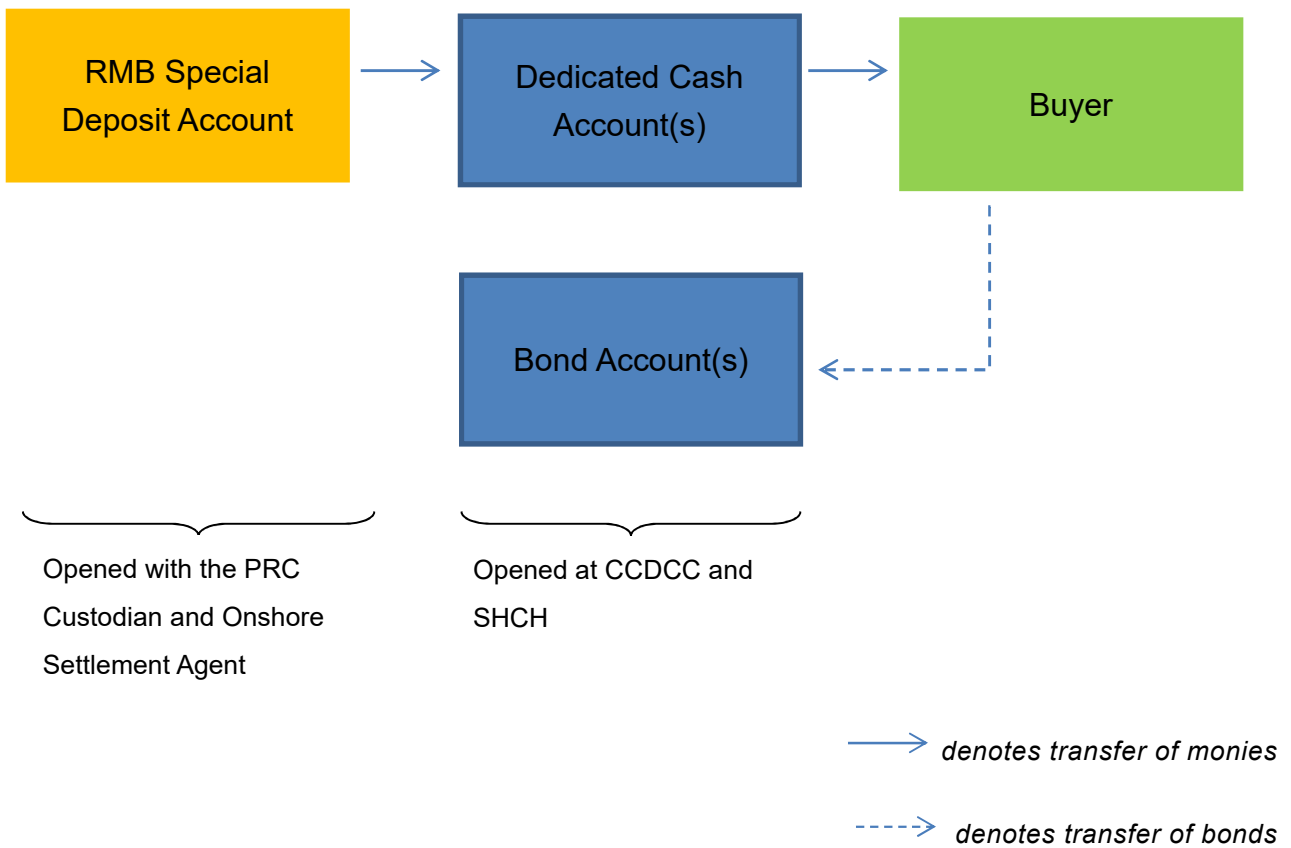 RMB Special
Deposit Account
Dedicated Cash
Account(s)
Buyer
Bond Account(s)
Opened with the PRC
Custodian and Onshore
Settlement Agent
Opened at CCDCC and
SHCH
denotes transfer of monies
denotes transfer of bonds